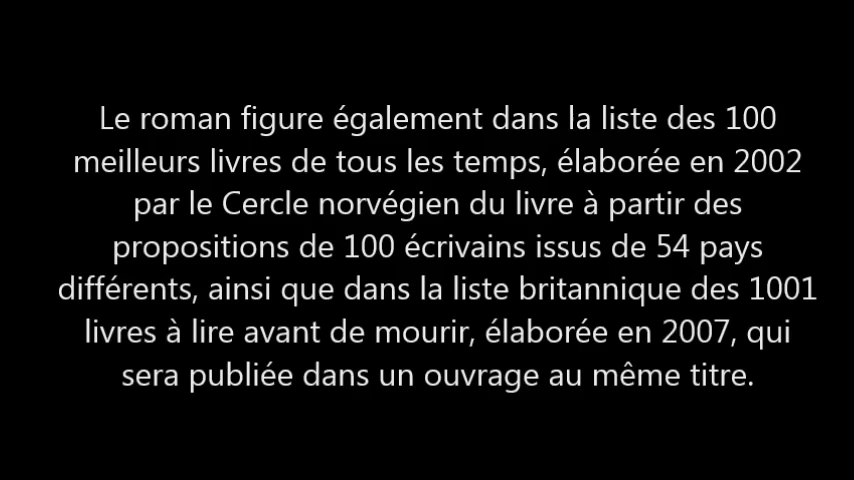 Le roman figure également dans la liste des 100
meilleurs livres de tous les temps, élaborée en 2002
par le Cercle norvégien du livre à partir des
propositions de 100 écrivains issus de 54 pays
différents, ainsi que dans la liste britannique des 1001
livres à lire avant de mourir, élaborée en 2007, qui
sera publiée dans un ouvrage au même titre.